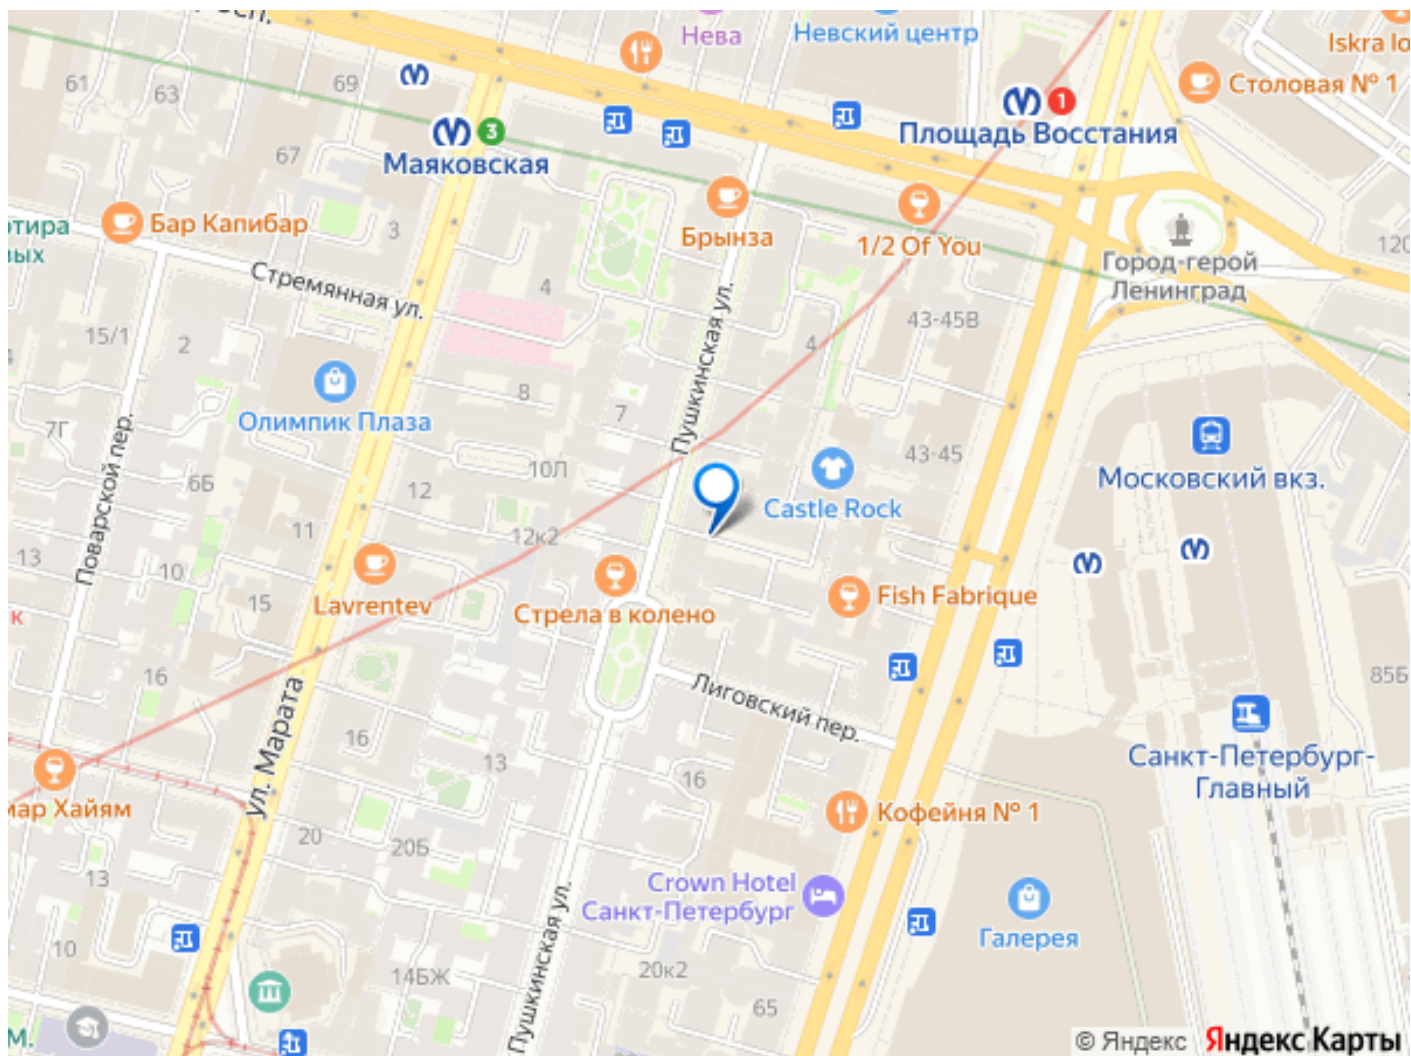 Нева
Невский центр
Iskra lo
Столовая № 1
61
63
69
3
Маяковская
1
Площадь Восстания
67
Бар Капибар
3
Брынза
1/2 Of You
120
Город-герой
Ленинград
Стремянная ул.
4
Пушкинская ул.
43-45В
4
15/1
2
Олимпик Плаза
8
7
7Г
Поварской пер.
43-45
Московский вкз.
6Б
10Л
12
Castle Rock
11
12к2
13
10
Lavrentev
15
Стрела в колено
Fish Fabrique
к
16
Лиговский пер.
85Б
ул. Марата
16
13
16
Санкт-Петербург-
Главный
мар Хайям
Кофейня № 1
20
20Б
13
Crown Hotel
Санкт-Петербург
Пушкинская ул.
Галерея
10
14БЖ
20к2
65
М.
© Яндекс Яндекс Карты